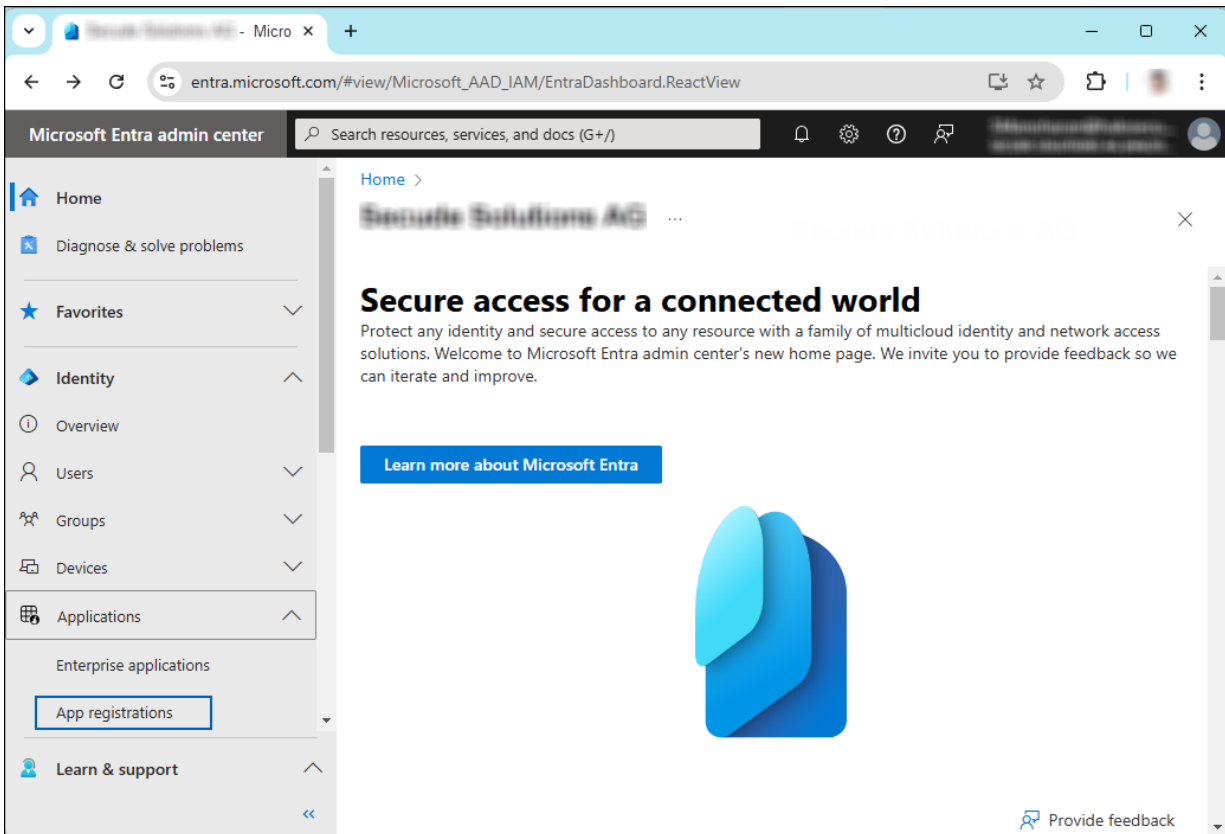 - Micro
entra.microsoft.com/#view/Microsoft_AAD_IAM/EntraDashboard.ReactView
Microsoft Entra admin center
Search resources, services, and docs (G+/)
Home
Diagnose & solve problems
Favorites
Identity
Overview
Users
Groups
Devices
Applications
Enterprise applications
App registrations
Learn & support
«
Home >
...
Secure access for a connected world
Protect any identity and secure access to any resource with a family of multicloud identity and network access
solutions. Welcome to Microsoft Entra admin center's new home page. We invite you to provide feedback so we
can iterate and improve.
Learn more about Microsoft Entra
Provide feedback